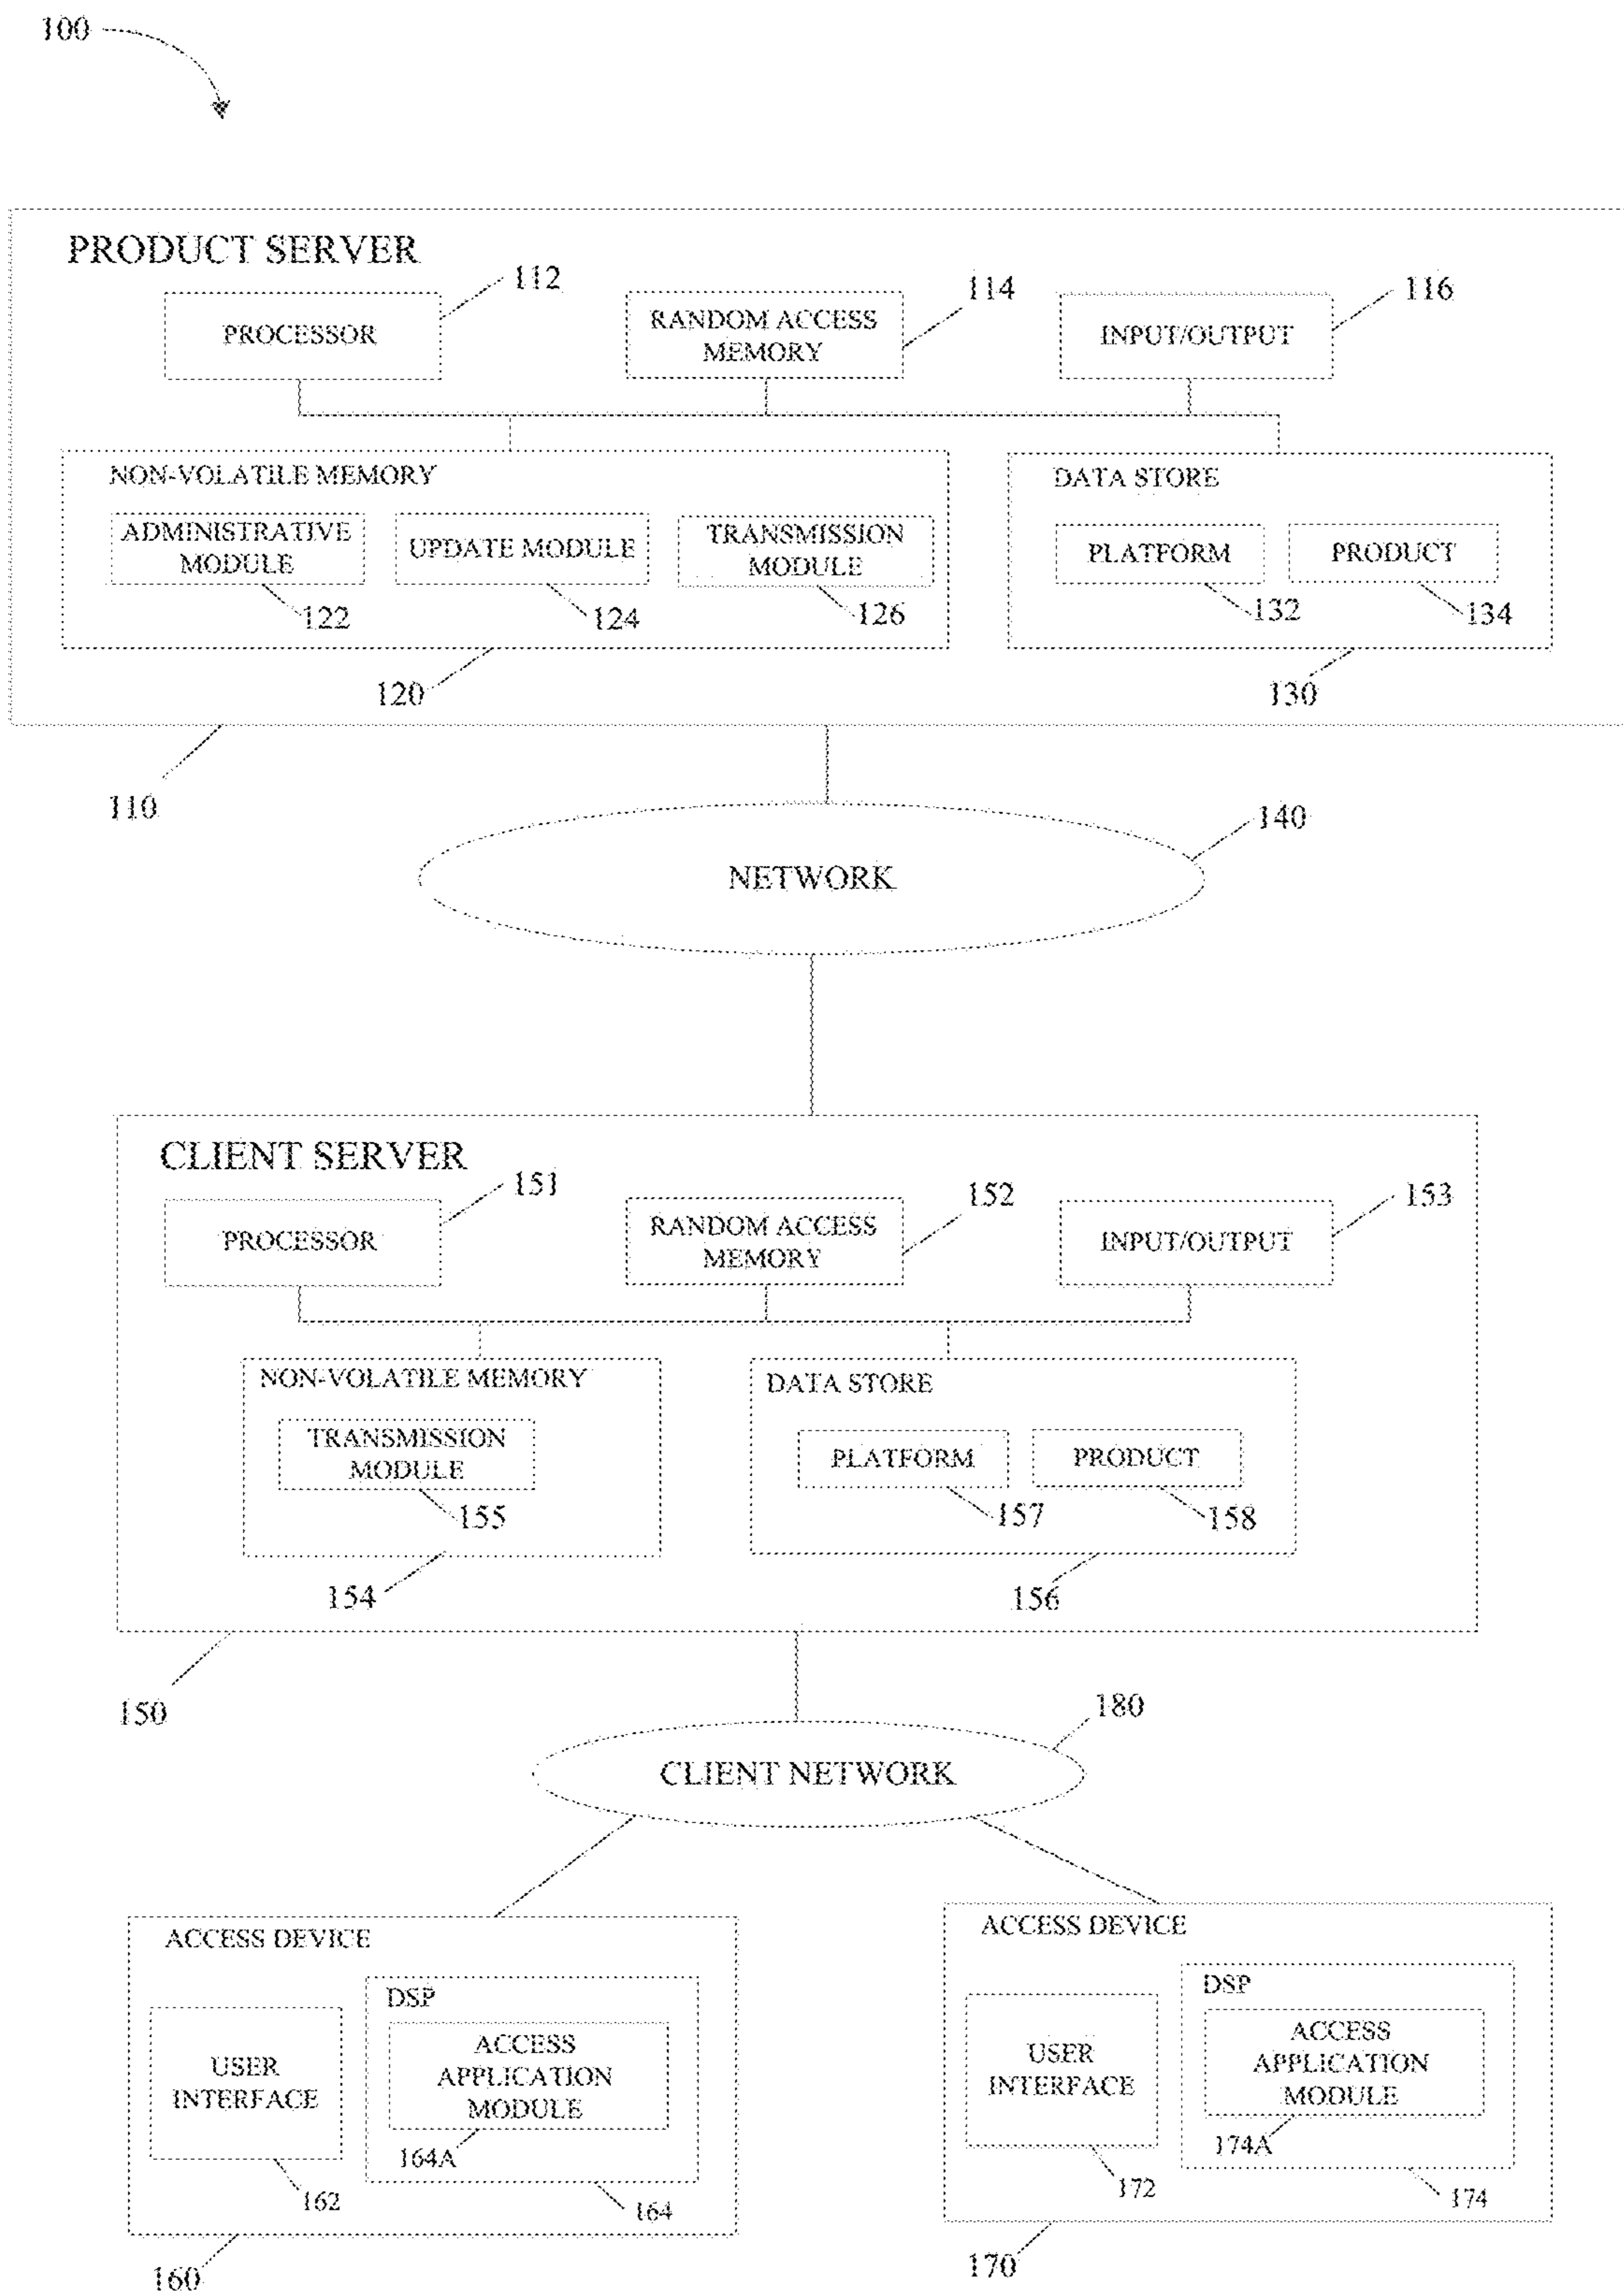 100
PRODUCT SERVER
112
114
116
PROCESSOR
RANDOM ACCESS
MEMORY
INPUT/OUTPUT
NON-VOLATILE MEMORY
DATA STORE
ADMINISTRATIVE
MODULE
UPDATE MODULE
TRANSMISSION
MODULE
PLATFORM
PRODUCT
122
124
126
132
134
120
130
110
140
NETWORK
CLIENT SERVER
151
152
153
PROCESSOR
RANDOM ACCESS
MEMORY
INPUT/OUTPUT
NON-VOLATILE MEMORY
DATA STORE
TRANSMISSION
MODULE
PLATFORM
PRODUCT
155
157
158
154
156
150
180
CLIENT NETWORK
ACCESS DEVICE
DSP
USER
INTERFACE
ACCESS
APPLICATION
MODULE
164A
162
164
160
ACCESS DEVICE
DSP
USER
INTERFACE
ACCESS
APPLICATION
MODULE
174A
172
174
170